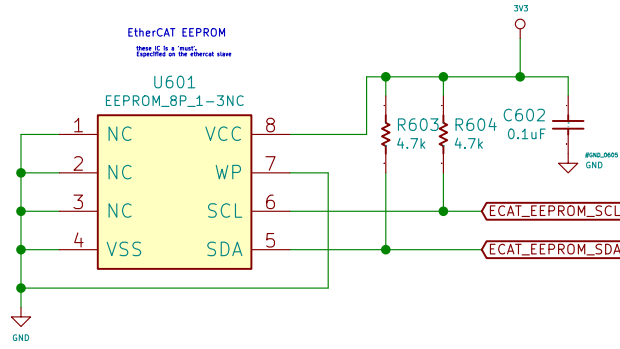 3V3
EtherCAT EEPROM
these IC is a 'must'.
Especified on the ethercat slave
U601
EEPROM_8P_1-3NC
1 NC VCC 8
2 NC WP 7
3 NC SCL 6
4 VSS SDA 5
R603
4.7k
R604
4.7k
C602
0.1uF
#GND_0605
GND
ECAT_EEPROM_SCL
ECAT_EEPROM_SDA
GND